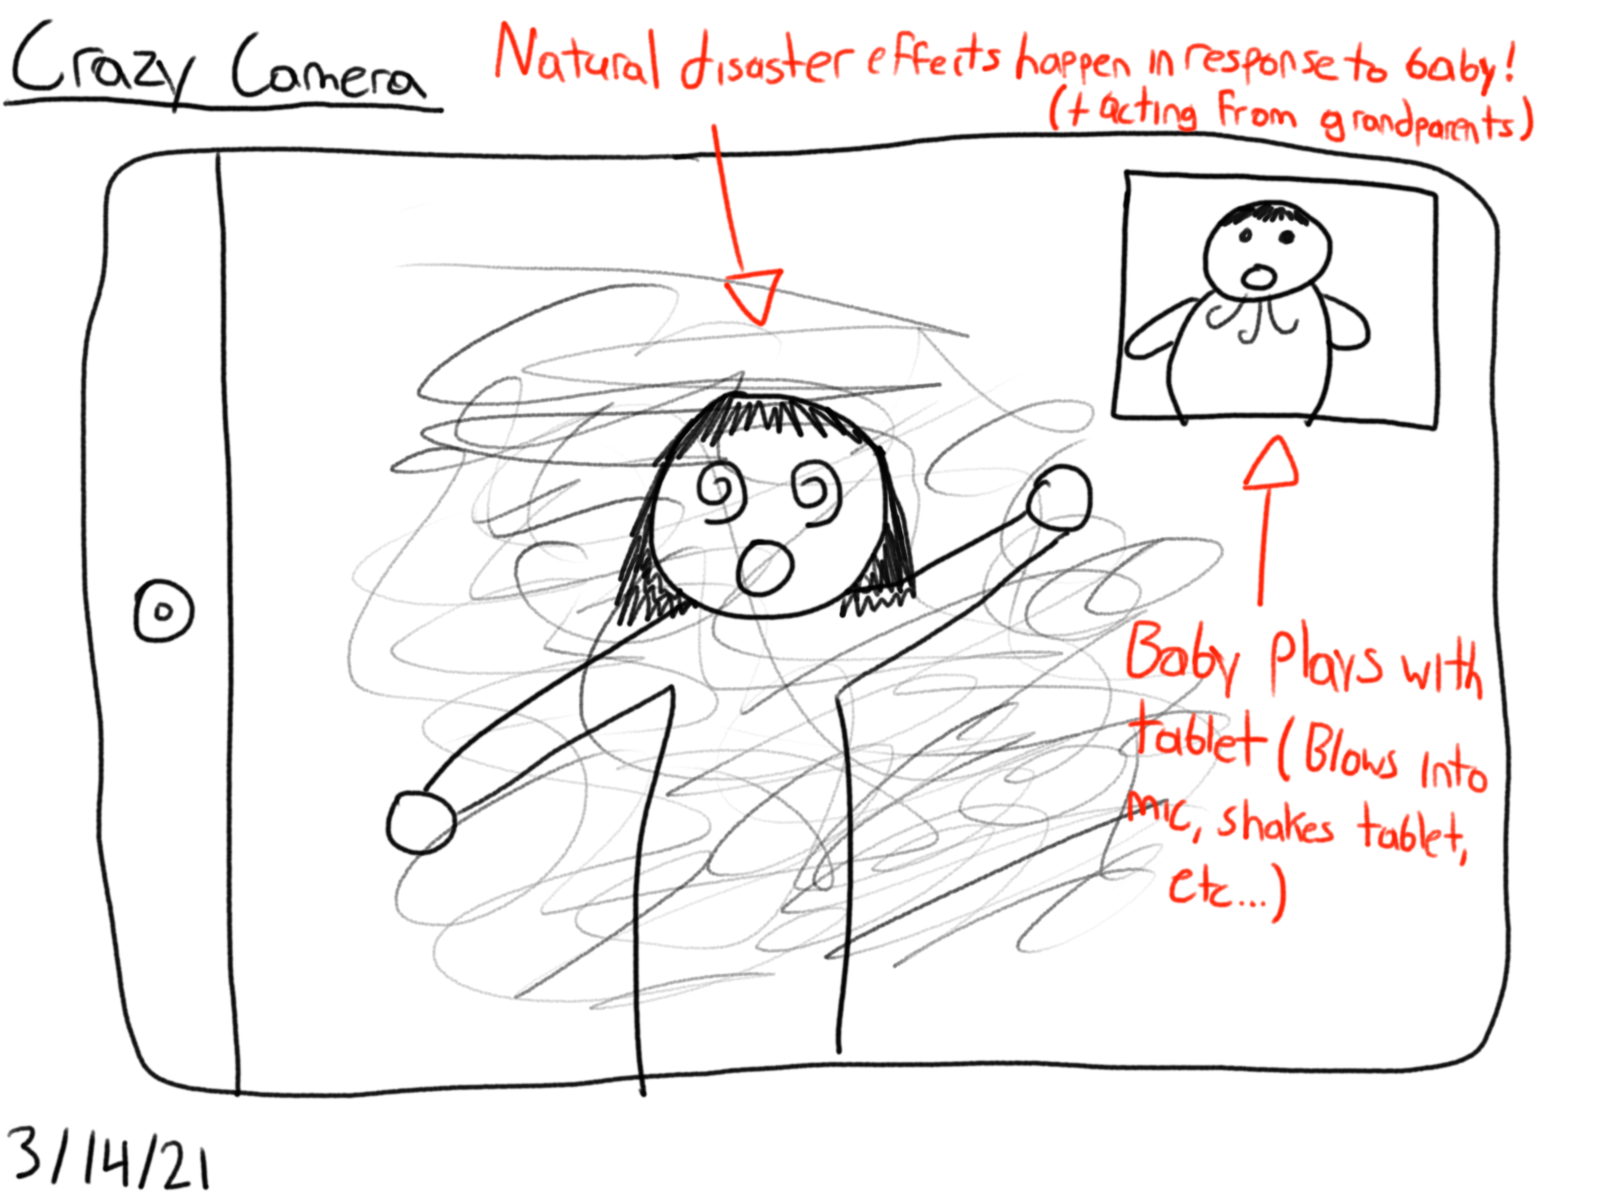 Crazy Camera
Natural disaster effects happen in response to baby!
(+ acting from grandparents)
Baby Plays with
tablet (Blows into
mic, shakes tablet,
etc...)
3/14/21